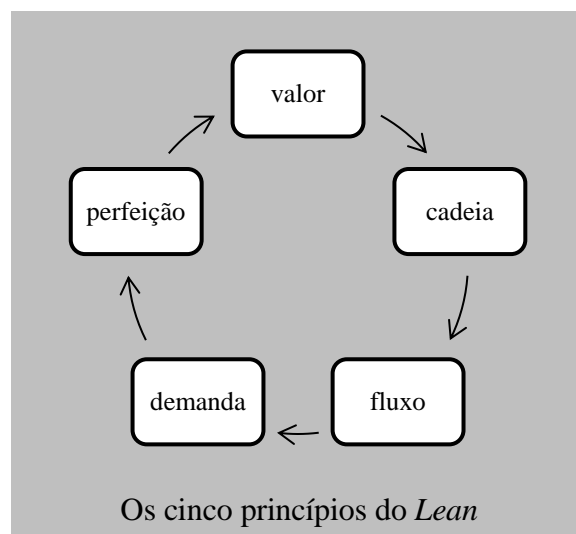 valor
perfeição
cadeia
demanda
fluxo
Os cinco princípios do Lean